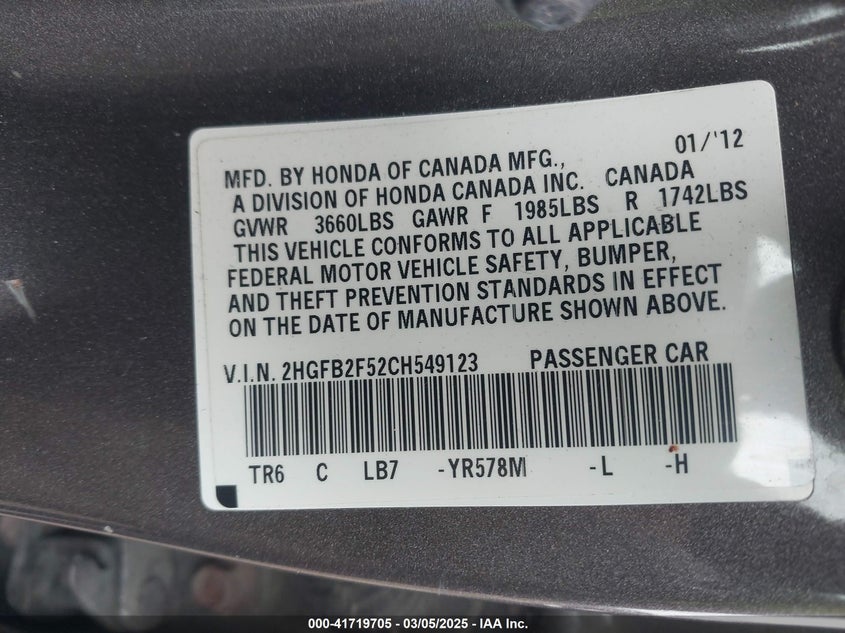 01/'12
MFD. BY HONDA OF CANADA MFG.,
A DIVISION OF HONDA CANADA INC. CANADA
GVWR 3660LBS GAWR F 1985LBS R 1742LBS
THIS VEHICLE CONFORMS TO ALL APPLICABLE
FEDERAL MOTOR VEHICLE SAFETY, BUMPER,
AND THEFT PREVENTION STANDARDS IN EFFECT
ON THE DATE OF MANUFACTURE SHOWN ABOVE.
V.I.N. 2HGFB2F52CH549123 PASSENGER CAR
TR6 C LB7 -YR578M -L -H
000-41719705 - 03/05/2025 - IAA Inc.